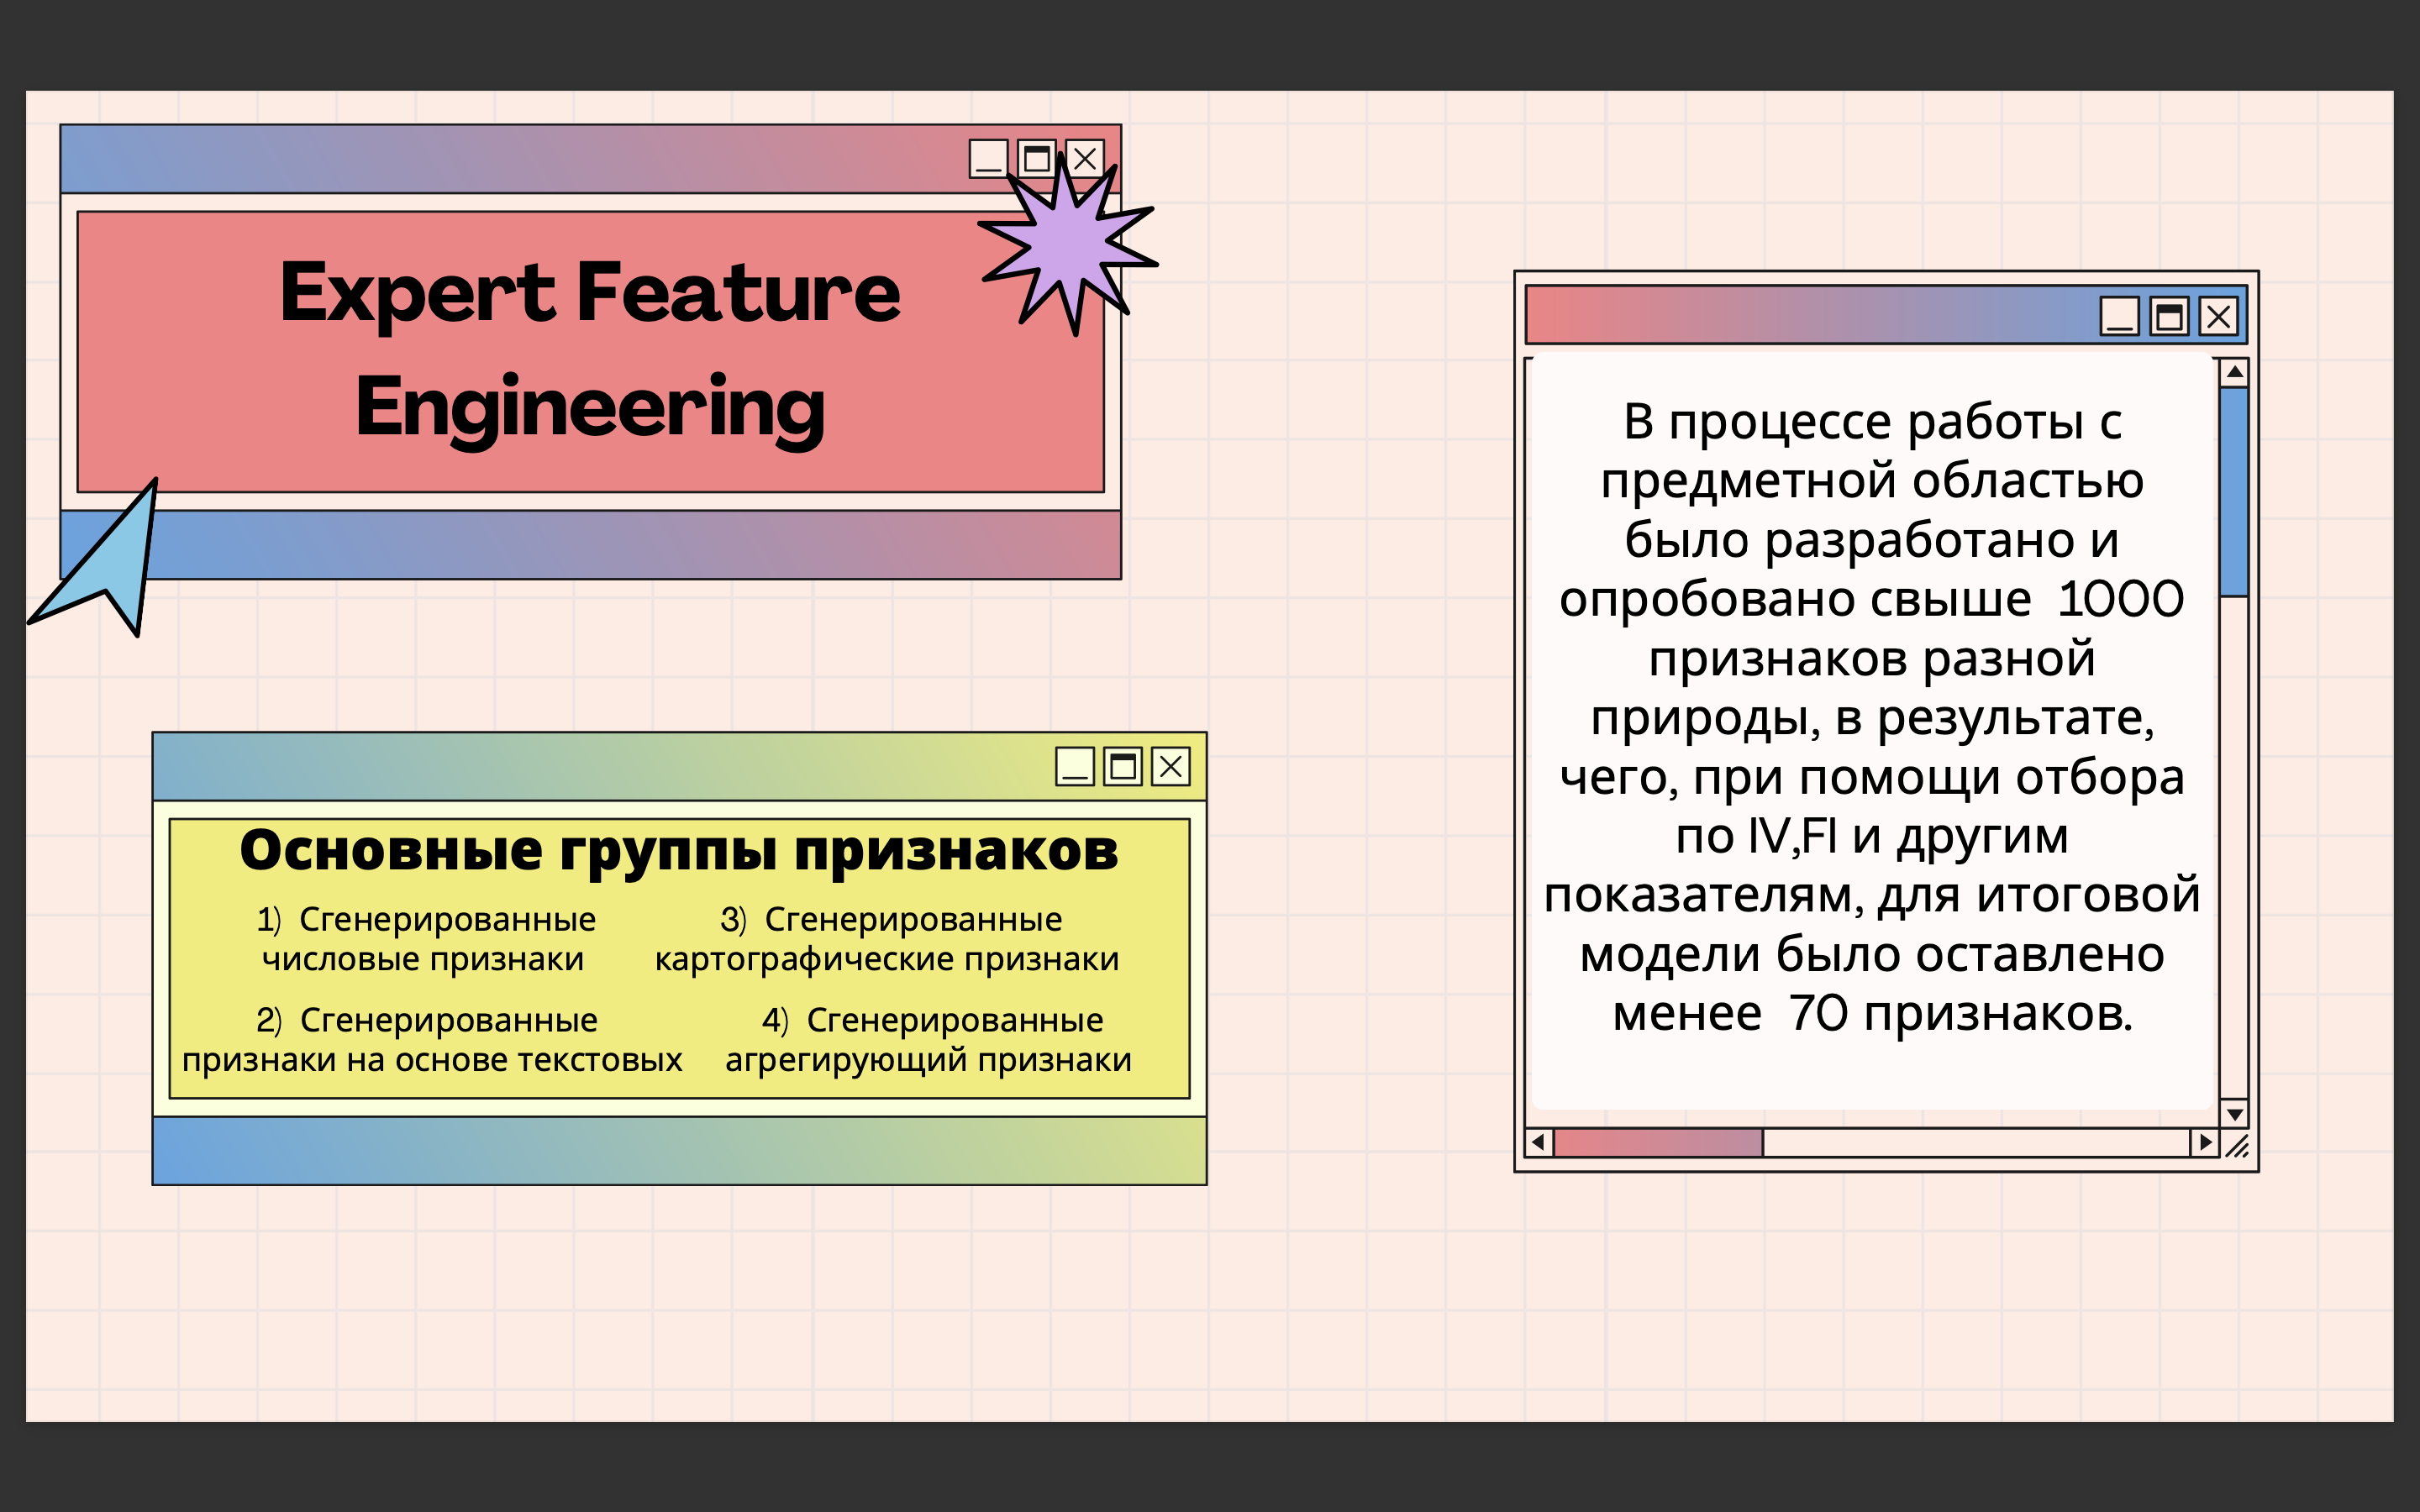 Expert Feature
Engineering
Основные группы признаков
1) Сгенерированные
числовые признаки
2) Сгенерированные
признаки на основе текстовых
3) Сгенерированные
картографические признаки
4) Сгенерированные
агрегирующий признаки
В процессе работы с
предметной областью
было разработано и
опробовано свыше 1000
признаков разной
природы, в результате,
чего, при помощи отбора
по IV,FI и другим
показателям, для итоговой
модели было оставлено
менее 70 признаков.